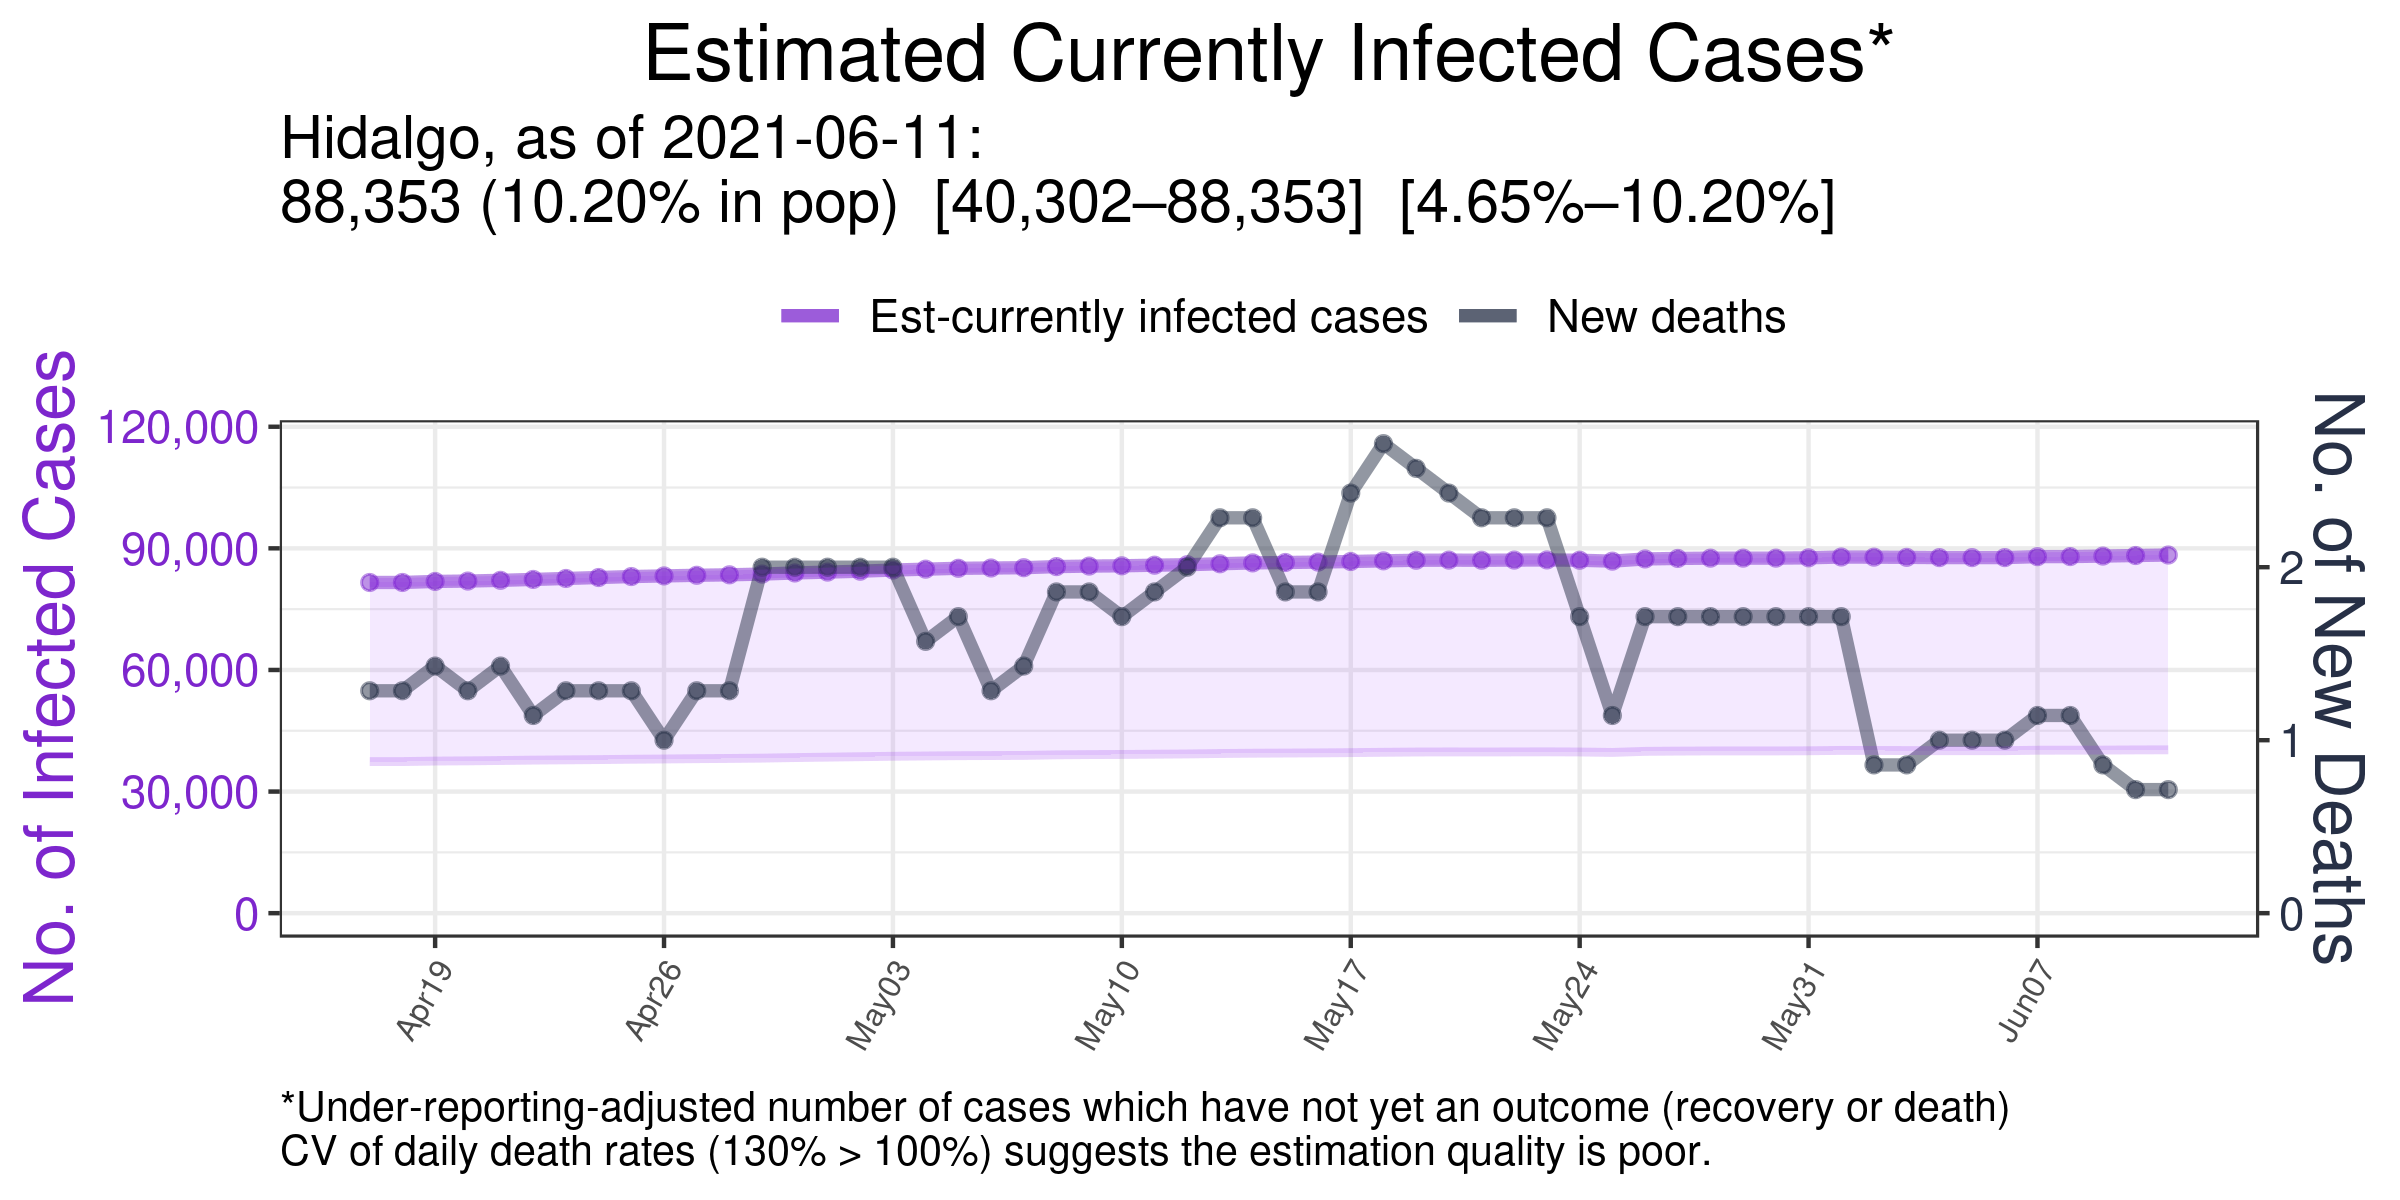 Estimated Currently Infected Cases*
Hidalgo, as of 2021-06-11:
88,353 (10.20% in pop)  [40,302–88,353]  [4.65%–10.20%]
Est-currently infected cases
New deaths
No. of Infected Cases
120,000
90,000
60,000
30,000
0
No. of New Deaths
2
1
0
Apr19
Apr26
May03
May10
May17
May24
May31
Jun07
*Under-reporting-adjusted number of cases which have not yet an outcome (recovery or death)
CV of daily death rates (130% > 100%) suggests the estimation quality is poor.